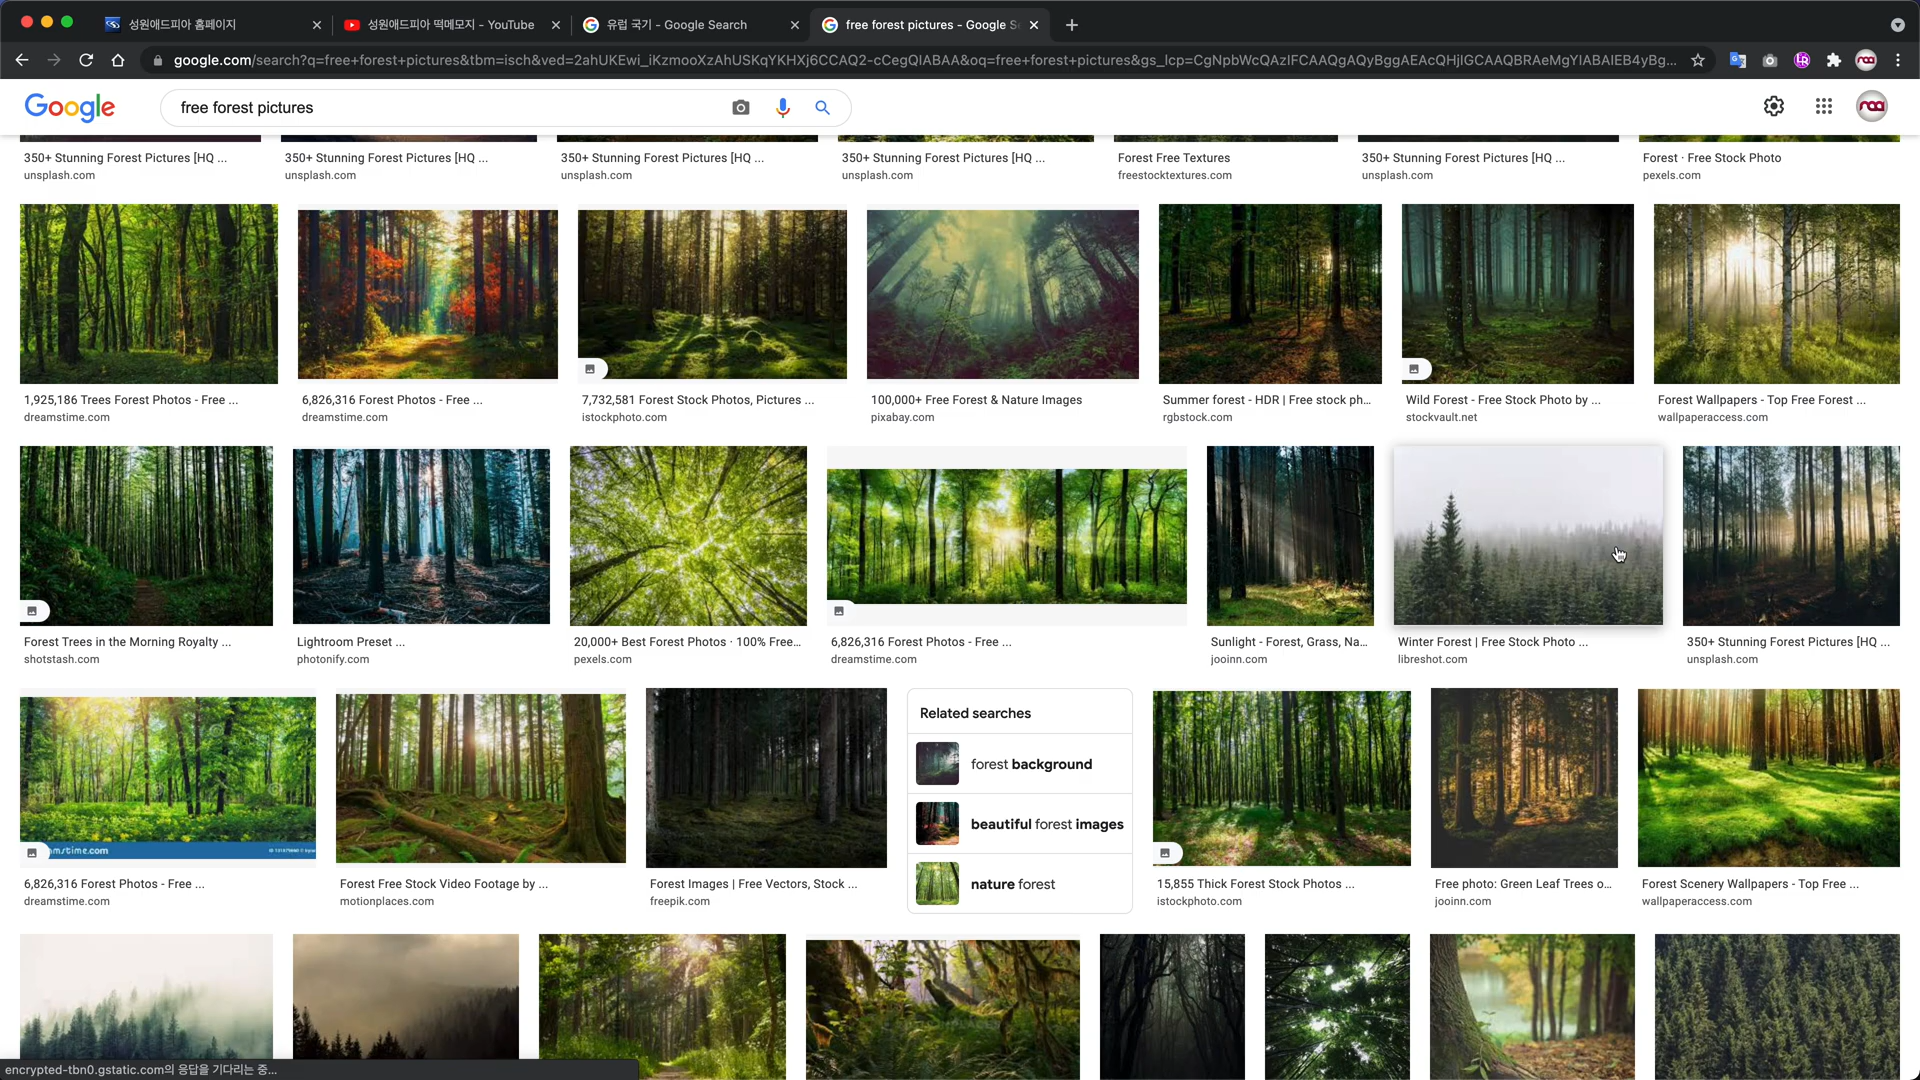 성원애드피아 홈페이지
성원애드피아 떡메모지 - YouTube
유럽 국기 - Google Search
free forest pictures - Google S
google.com/search?q=free+forest+pictures&tbm=isch&ved=2ahUKEwi_iKzmooXzAhUSKqYKHXj6CCAQ2-cCegQIABAA&oq=free+forest+pictures&gs_lcp=CgNpbWcQAzIFCAAQgAQyBggAEAcQHjIGCAAQBRAeMgYIABAIEB4yBg...
Google
free forest pictures
350+ Stunning Forest Pictures [HQ ...
unsplash.com
350+ Stunning Forest Pictures [HQ ...
unsplash.com
350+ Stunning Forest Pictures [HQ ...
unsplash.com
350+ Stunning Forest Pictures [HQ ...
unsplash.com
Forest Free Textures
freestocktextures.com
350+ Stunning Forest Pictures [HQ ...
unsplash.com
Forest · Free Stock Photo
pexels.com
1,925,186 Trees Forest Photos - Free ...
dreamstime.com
6,826,316 Forest Photos - Free ...
dreamstime.com
7,732,581 Forest Stock Photos, Pictures ...
istockphoto.com
100,000+ Free Forest & Nature Images
pixabay.com
Summer forest - HDR | Free stock ph...
rgbstock.com
Wild Forest - Free Stock Photo by ...
stockvault.net
Forest Wallpapers - Top Free Forest ...
wallpaperaccess.com
Forest Trees in the Morning Royalty ...
shotstash.com
Lightroom Preset ...
photonify.com
20,000+ Best Forest Photos · 100% Free...
pexels.com
6,826,316 Forest Photos - Free ...
dreamstime.com
Sunlight - Forest, Grass, Na...
jooinn.com
Winter Forest | Free Stock Photo ...
libreshot.com
350+ Stunning Forest Pictures [HQ ...
unsplash.com
6,826,316 Forest Photos - Free ...
dreamstime.com
Forest Free Stock Video Footage by ...
motionplaces.com
Forest Images | Free Vectors, Stock ...
freepik.com
Related searches
forest background
beautiful forest images
nature forest
15,855 Thick Forest Stock Photos ...
istockphoto.com
Free photo: Green Leaf Trees o...
jooinn.com
Forest Scenery Wallpapers - Top Free ...
wallpaperaccess.com
encrypted-tbn0.gstatic.com의 응답을 기다리는 중...